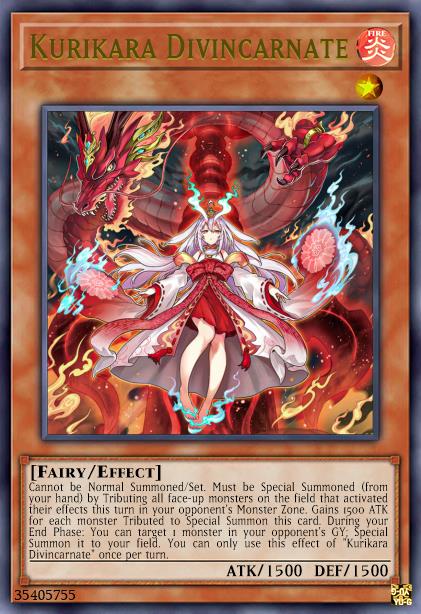 KURIKARA DIVINCARNATE
FIRE
炎
[FAIRY/EFFECT]
Cannot be Normal Summoned/Set. Must be Special Summoned (from
your hand) by Tributing all face-up monsters on the field that activated
their effects this turn in your opponent's Monster Zone. Gains 1500 ATK
for each monster Tributed to Special Summon this card. During your
End Phase: You can target 1 monster in your opponent's GY; Special
Summon it to your field. You can only use this effect of "Kurikara
Divincarnate" once per turn.
ATK/1500 DEF/1500
35405755